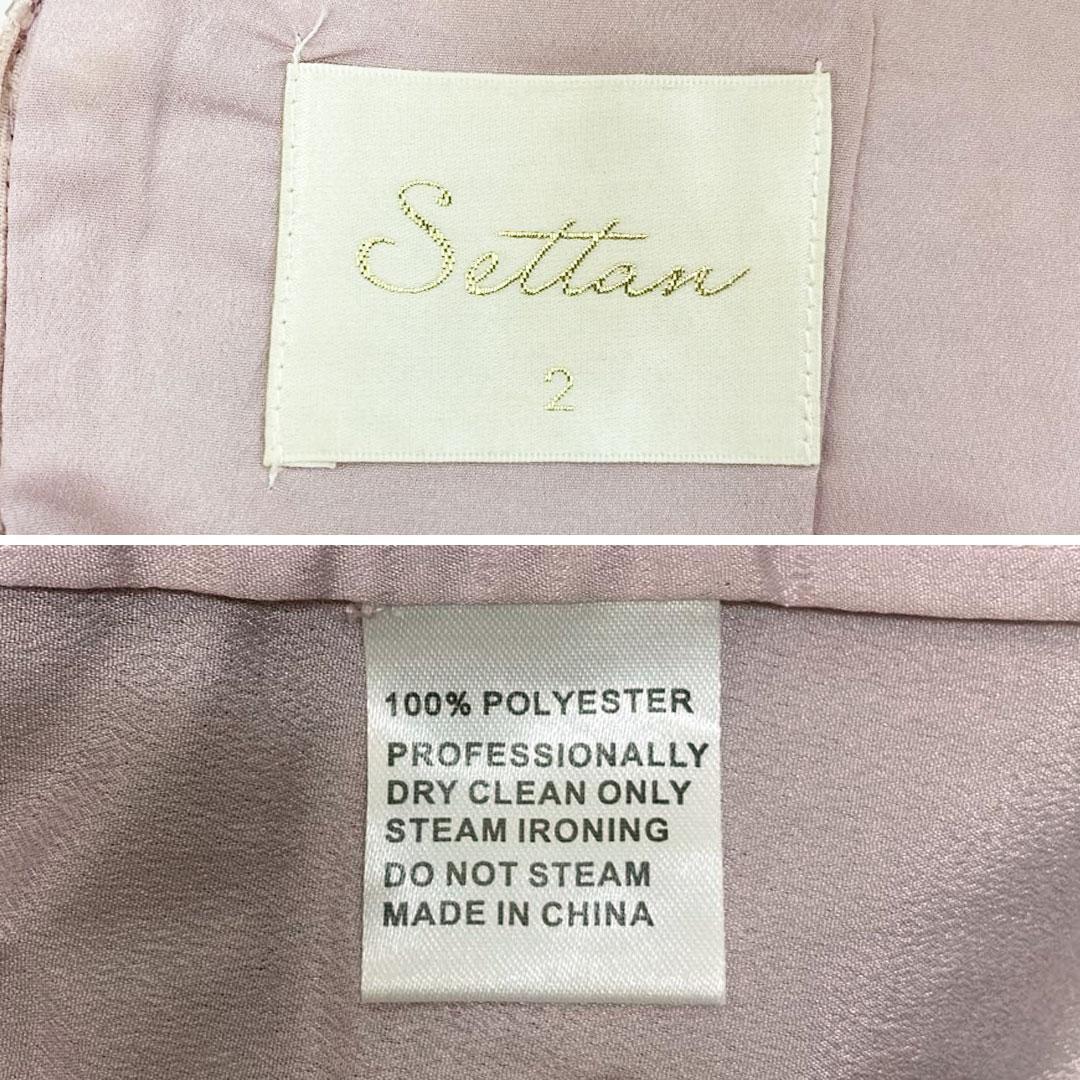 Settan
2
100% POLYESTER
PROFESSIONALLY
DRY CLEAN ONLY
STEAM IRONING
DO NOT STEAM
MADE IN CHINA